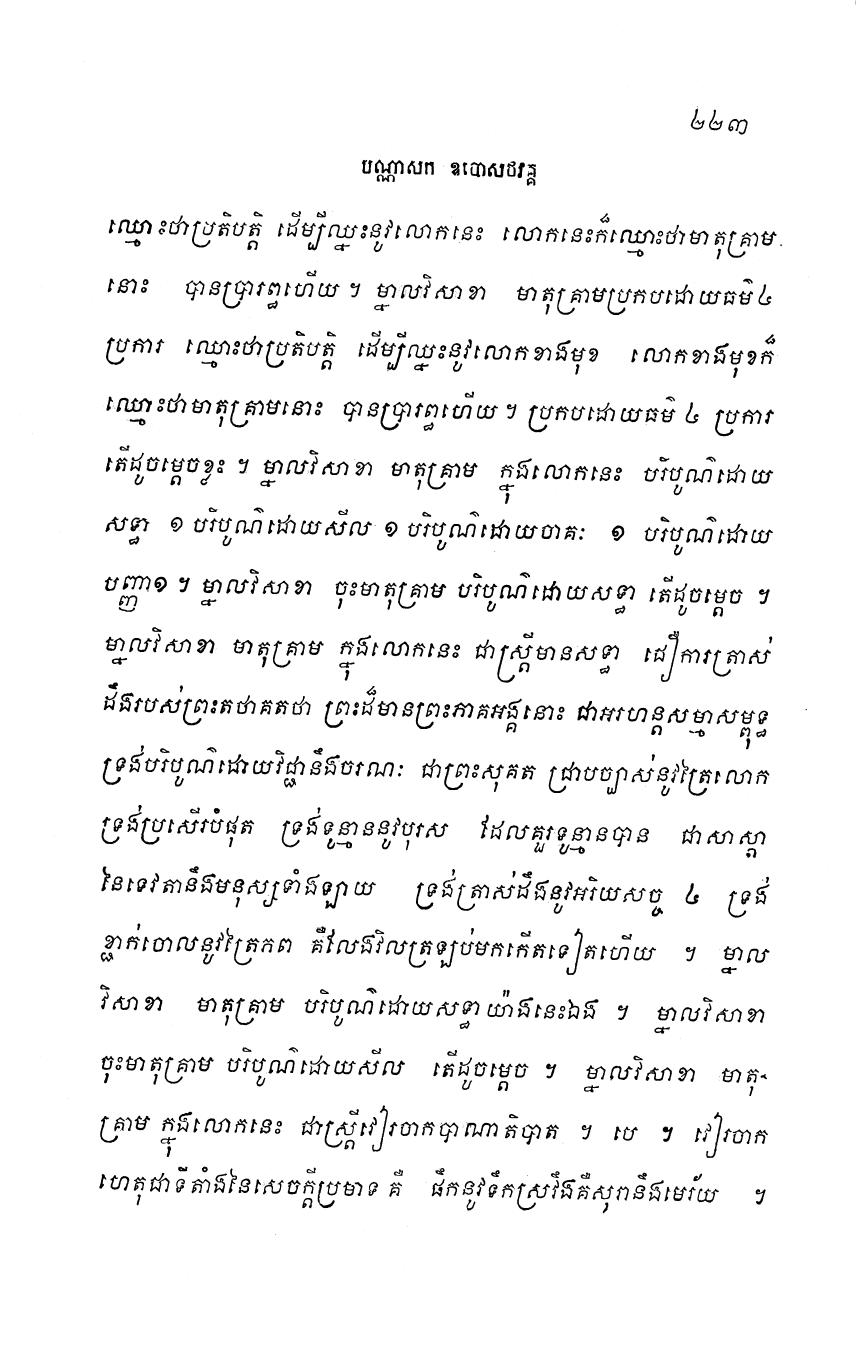 ២២៣
បណ្ណាសក ឧបោសថវគ្គ
ឈ្មោះថាប្រតិបត្តិ ដើម្បីឈ្នះនូវលោកនេះ លោកនេះក៏ឈ្មោះថាមាតុគ្រាម
នោះ បានប្រារព្ធហើយ ។ ម្នាលវិសាខា មាតុគ្រាមប្រកបដោយធម៌ ៤
ប្រការ ឈ្មោះថាប្រតិបត្តិ ដើម្បីឈ្នះនូវលោកខាងមុខ លោកខាងមុខក៏
ឈ្មោះថាមាតុគ្រាមនោះ បានប្រារព្ធហើយ ។ ប្រកបដោយធម៌ ៤ ប្រការ
តើដូចម្តេចខ្លះ ។ ម្នាលវិសាខា មាតុគ្រាម ក្នុងលោកនេះ បរិបូណ៌ដោយ
សទ្ធា ១ បរិបូណ៌ដោយសីល ១ បរិបូណ៌ដោយចាគៈ ១ បរិបូណ៌ដោយ
បញ្ញា១ ។ ម្នាលវិសាខា ចុះមាតុគ្រាម បរិបូណ៌ដោយសទ្ធា តើដូចម្តេច ។
ម្នាលវិសាខា មាតុគ្រាម ក្នុងលោកនេះ ជាស្ត្រីមានសទ្ធា ជឿការត្រាស់
ដឹងរបស់ព្រះតថាគតថា ព្រះដ៏មានព្រះភាគអង្គនោះ ជាអរហន្តសម្មាសម្ពុទ្ធ
ទ្រង់បរិបូណ៌ដោយវិជ្ជានឹងចរណៈ ជាព្រះសុគត ជ្រាបច្បាស់នូវត្រៃលោក
ទ្រង់ប្រសើរបំផុត ទ្រង់ទូន្មាននូវបុរស ដែលគួរទូន្មានបាន ជាសាស្តា
នៃទេវតានឹងមនុស្សទាំងឡាយ ទ្រង់ត្រាស់ដឹងនូវអរិយសច្ច ៤ ទ្រង់
ខ្ជាក់ចោលនូវត្រៃភព គឺលែងវិលត្រឡប់មកកើតទៀតហើយ ។ ម្នាល
វិសាខា មាតុគ្រាម បរិបូណ៌ដោយសទ្ធាយ៉ាងនេះឯង ។ ម្នាលវិសាខា
ចុះមាតុគ្រាម បរិបូណ៌ដោយសីល តើដូចម្តេច ។ ម្នាលវិសាខា មាតុ-
គ្រាម ក្នុងលោកនេះ ជាស្ត្រីវៀរចាកបាណាតិបាត ។ បេ ។ វៀរចាក
ហេតុជាទីតាំងនៃសេចក្តីប្រមាទ គឺ ផឹកនូវទឹកស្រវឹងគឺសុរានឹងមេរ័យ ។